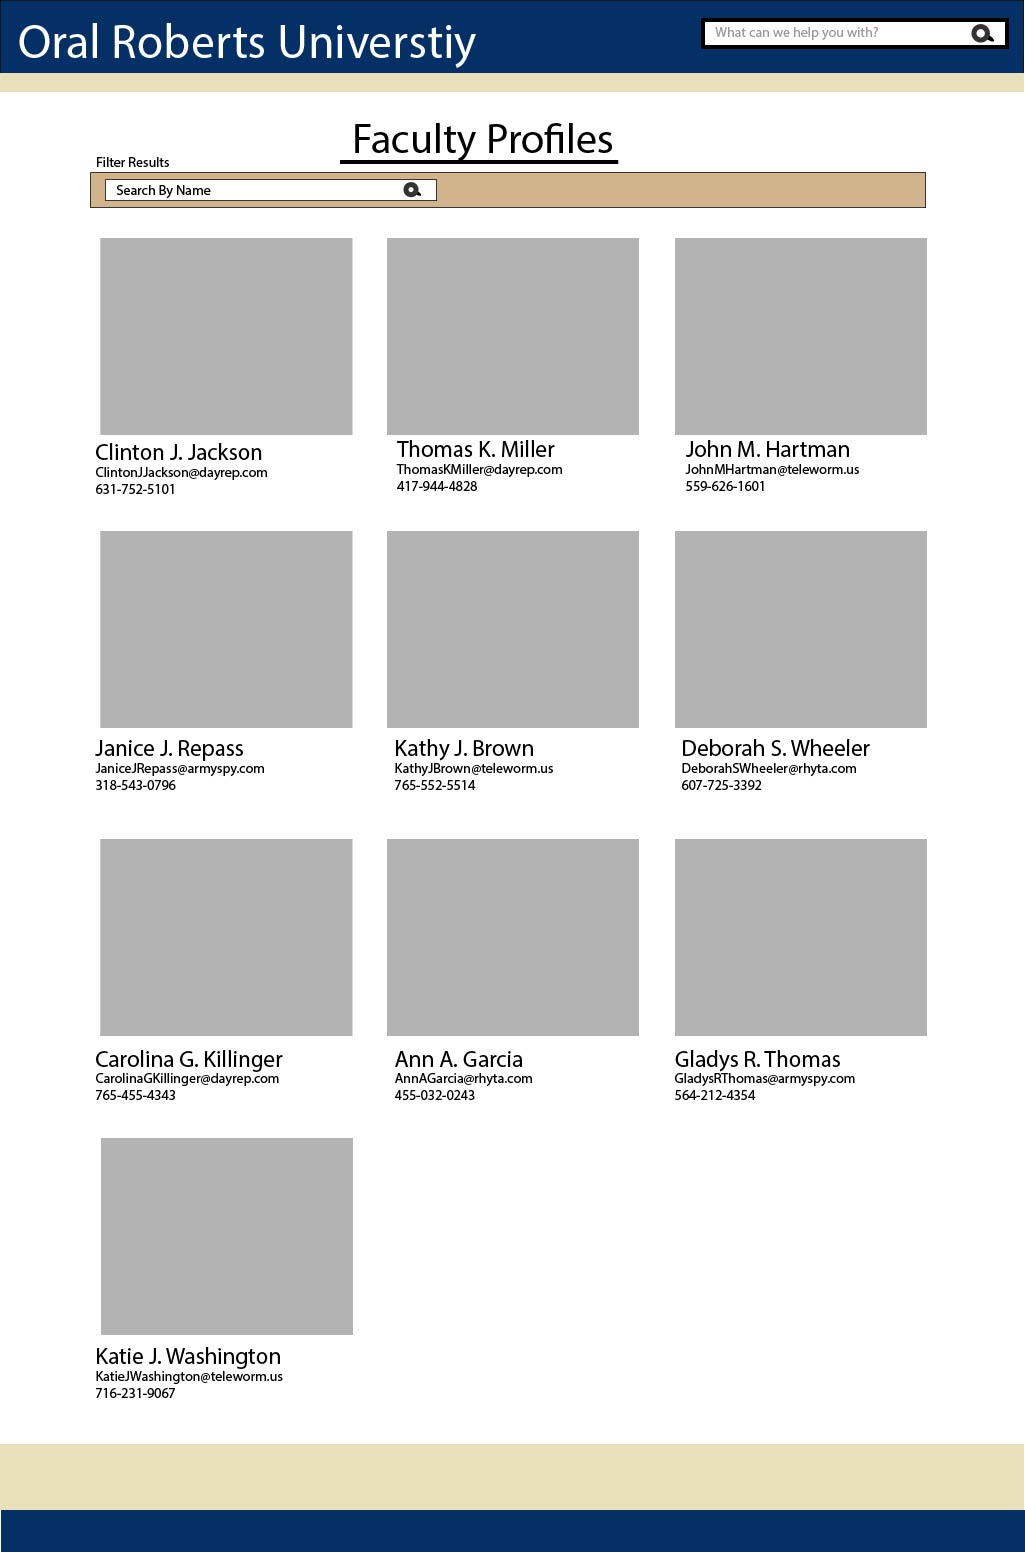 Oral Roberts Universtiy
What can we help you with?
Faculty Profiles
Filter Results
Search By Name
Clinton J. Jackson
ClintonJJackson@dayrep.com
631-752-5101
Thomas K. Miller
ThomasKMiller@dayrep.com
417-944-4828
John M. Hartman
JohnMHartman@teleworm.us
559-626-1601
Janice J. Repass
JaniceJRepass@armyspy.com
318-543-0796
Kathy J. Brown
KathyJBrown@teleworm.us
765-552-5514
Deborah S. Wheeler
DeborahSWheeler@rhyta.com
607-725-3392
Carolina G. Killinger
CarolinaGKillinger@dayrep.com
765-455-4343
Ann A. Garcia
AnnAGarcia@rhyta.com
455-032-0243
Gladys R. Thomas
GladysRThomas@armyspy.com
564-212-4354
Katie J. Washington
KatieJWashington@teleworm.us
716-231-9067